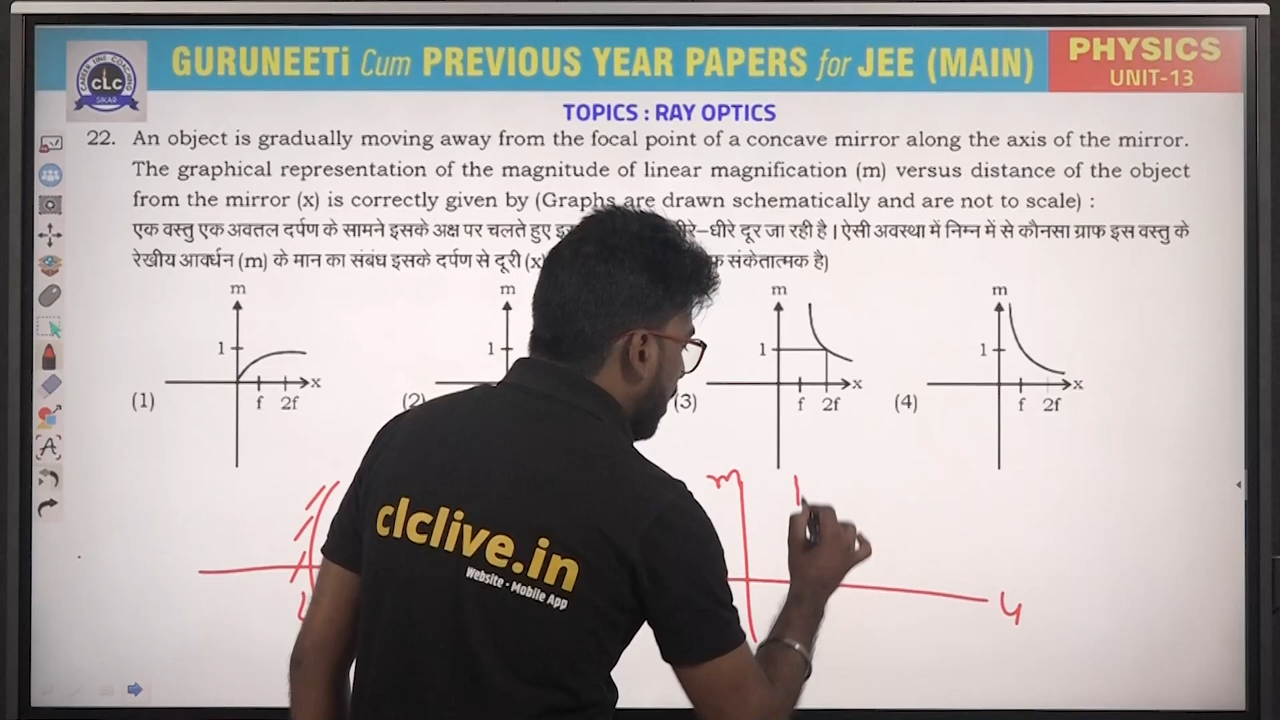 GURUNEETi Cum PREVIOUS YEAR PAPERS for JEE (MAIN)
PHYSICS
UNIT-13
CAREER LINE COACHING
CLC
SIKAR
TOPICS : RAY OPTICS
22. An object is gradually moving away from the focal point of a concave mirror along the axis of the mirror.
The graphical representation of the magnitude of linear magnification (m) versus distance of the object
from the mirror (x) is correctly given by (Graphs are drawn schematically and are not to scale) :
एक वस्तु एक अवतल दर्पण के सामने इसके अक्ष पर चलते हुए धीरे–धीरे दूर जा रही है। ऐसी अवस्था में निम्न में से कौनसा ग्राफ इस वस्तु के
रेखीय आवर्धन (m) के मान का संबंध इसके दर्पण से दूरी (x) संकेतात्मक है)
m m m m
1 1 1 1
x x x
(1) f 2f (2) (3) f 2f (4) f 2f
m
u
clclive.in
Website - Mobile App